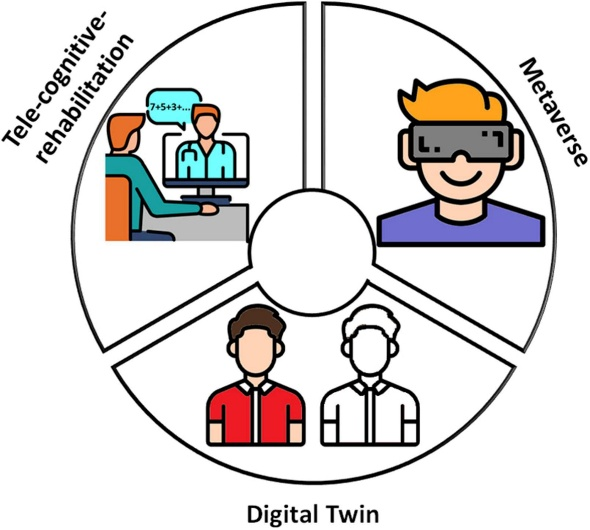 Tele-cognitive-
rehabilitation
7+5+3+...
Metaverse
Digital Twin